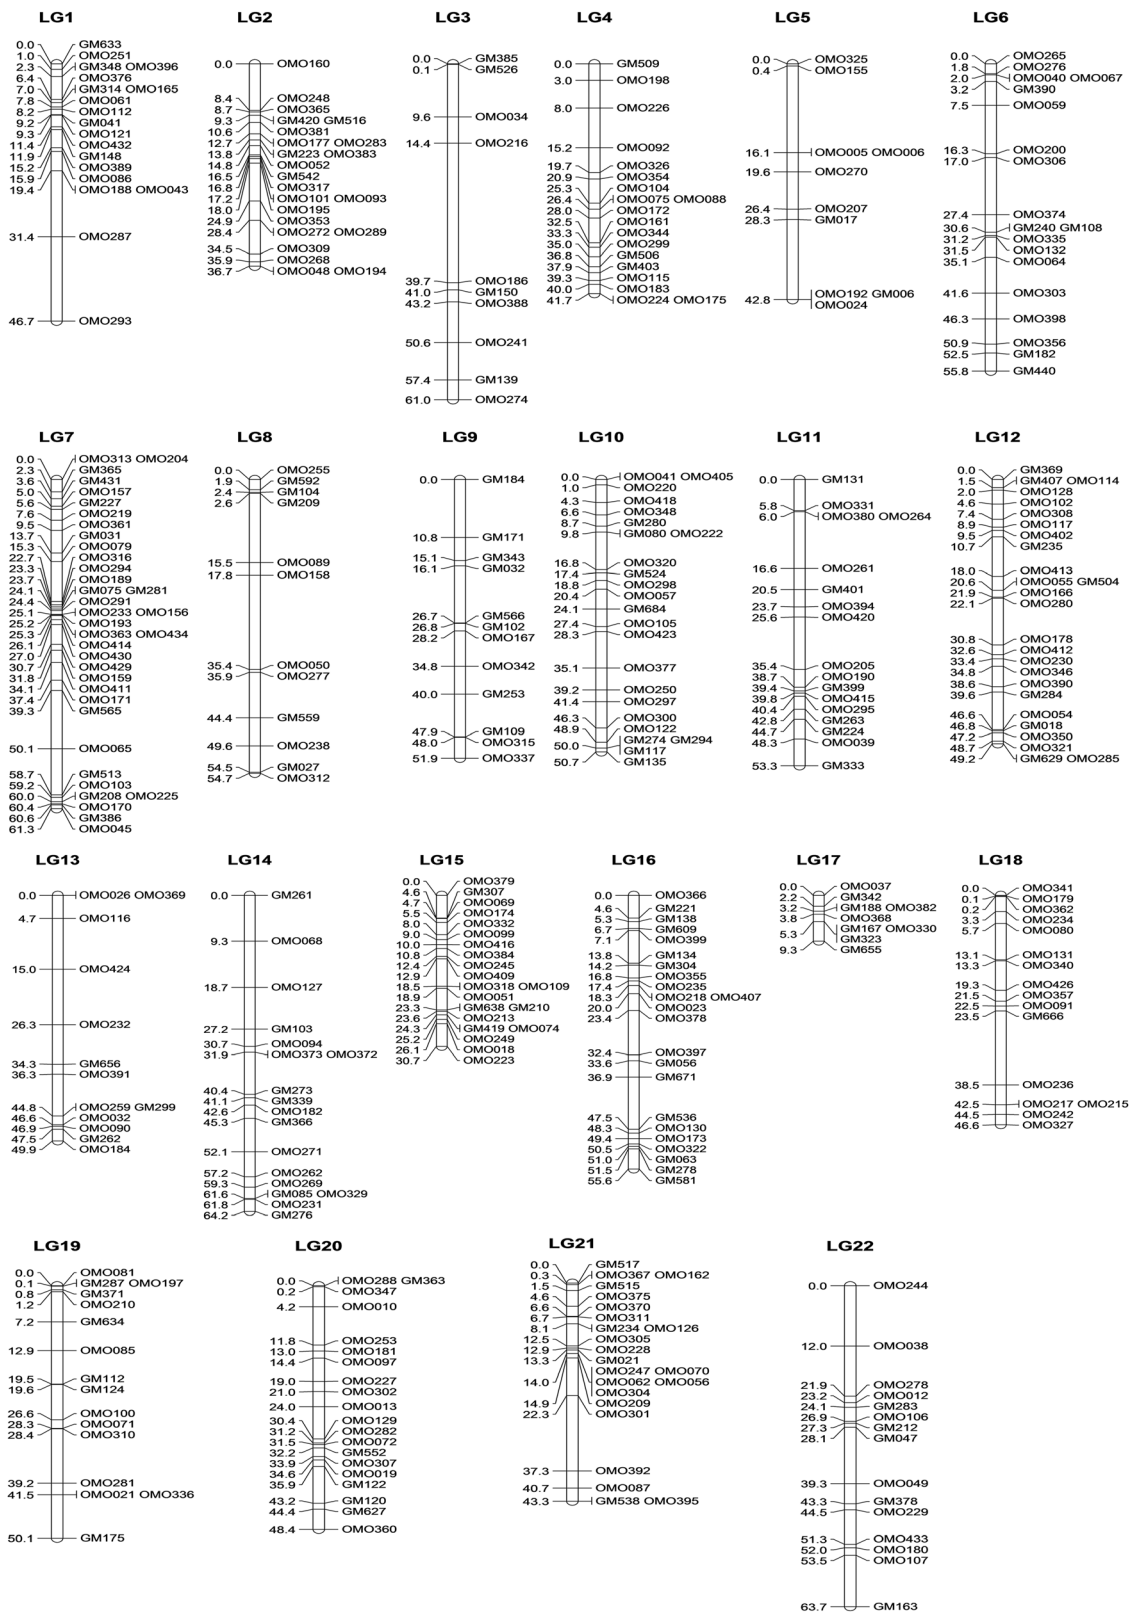 LG1
0.0 GM633
1.0 OMO251
2.3 GM348 OMO396
6.4 OMO376
7.0 GM314 OMO165
7.8 OMO061
8.2 OMO112
9.2 GM041
9.3 OMO121
11.4 OMO432
11.9 GM148
15.2 OMO389
15.9 OMO088
19.4 OMO188 OMO043
31.4 OMO287
46.7 OMO293
LG2
0.0 OMO160
8.4 OMO248
8.7 OMO365
9.3 GM420 GM516
10.6 OMO381
12.7 OMO177 OMO283
13.8 GM223 OMO383
14.8 OMO052
16.5 GM542
16.8 OMO317
17.2 OMO101 OMO093
18.0 OMO195
24.9 OMO353
28.4 OMO272 OMO289
34.5 OMO309
35.9 OMO268
36.7 OMO048 OMO194
LG3
0.0 GM385
0.1 GM526
9.6 OMO034
14.4 OMO216
39.7 OMO186
41.0 GM150
43.2 OMO388
50.6 OMO241
57.4 GM139
61.0 OMO274
LG4
0.0 GM509
3.0 OMO198
8.0 OMO226
15.2 OMO092
19.7 OMO326
20.9 OMO354
25.3 OMO104
26.4 OMO075 OMO088
28.0 OMO172
32.5 OMO161
33.3 OMO344
35.0 OMO299
36.8 GM506
37.9 GM403
39.3 OMO115
40.0 OMO183
41.7 OMO224 OMO175
LG5
0.0 OMO325
0.4 OMO155
16.1 OMO005 OMO006
19.6 OMO270
26.4 OMO207
28.3 GM017
OMO192 GM006
42.8 OMO024
LG6
0.0 OMO265
1.8 OMO276
2.0 OMO040 OMO067
3.2 GM390
7.5 OMO059
16.3 OMO200
17.0 OMO306
27.4 OMO374
30.6 GM240 GM108
31.2 OMO335
31.5 OMO132
35.1 OMO064
41.6 OMO303
46.3 OMO398
50.9 OMO356
52.5 GM182
55.8 GM440
LG7
0.0 OMO313 OMO204
2.3 GM365
3.6 GM431
5.0 OMO157
5.6 GM227
7.6 OMO219
9.5 OMO361
13.7 GM031
15.3 OMO079
22.7 OMO316
23.3 OMO294
23.7 OMO189
24.1 GM075 GM281
24.4 OMO291
25.1 OMO233 OMO156
25.2 OMO193
25.3 OMO363 OMO434
26.1 OMO414
27.0 OMO430
30.7 OMO429
31.8 OMO159
34.1 OMO411
37.4 OMO171
39.3 GM565
50.1 OMO065
58.7 GM513
59.2 OMO103
60.0 GM208 OMO225
60.4 OMO170
60.6 GM386
61.3 OMO045
LG8
0.0 OMO255
1.9 GM592
2.4 GM104
2.6 GM209
15.5 OMO089
17.8 OMO158
35.4 OMO050
35.9 OMO277
44.4 GM559
49.6 OMO238
54.5 GM027
54.7 OMO312
LG9
0.0 GM184
10.8 GM171
15.1 GM343
16.1 GM032
26.7 GM566
26.8 GM102
28.2 OMO167
34.8 OMO342
40.0 GM253
47.9 GM109
48.0 OMO315
51.9 OMO337
LG10
0.0 OMO041 OMO405
1.0 OMO220
4.3 OMO418
6.6 OMO348
8.7 GM280
9.8 GM080 OMO222
16.8 OMO320
17.4 GM524
18.8 OMO298
20.4 OMO057
24.1 GM684
27.4 OMO105
28.3 OMO423
35.1 OMO377
39.2 OMO250
41.4 OMO297
46.3 OMO300
48.9 OMO122
GM274 GM294
50.0 GM117
50.7 GM135
LG11
0.0 GM131
5.8 OMO331
6.0 OMO380 OMO264
16.6 OMO261
20.5 GM401
23.7 OMO394
25.6 OMO420
35.4 OMO205
38.7 OMO190
39.4 GM399
39.8 OMO415
40.4 OMO295
42.8 GM263
44.7 GM224
48.3 OMO039
53.3 GM333
LG12
0.0 GM369
1.5 GM407 OMO114
2.0 OMO128
4.6 OMO102
7.4 OMO308
8.9 OMO117
9.5 OMO402
10.7 GM235
18.0 OMO413
20.6 OMO055 GM504
21.9 OMO166
22.1 OMO280
30.8 OMO178
32.6 OMO412
33.4 OMO230
34.8 OMO346
38.6 OMO390
39.6 GM284
46.6 OMO054
46.8 GM018
47.2 OMO350
48.7 OMO321
49.2 GM629 OMO285
LG13
0.0 OMO026 OMO369
4.7 OMO116
15.0 OMO424
26.3 OMO232
34.3 GM656
36.3 OMO391
44.8 OMO259 GM299
46.6 OMO032
46.9 OMO090
47.5 GM262
49.9 OMO184
LG14
0.0 GM261
9.3 OMO068
18.7 OMO127
27.2 GM103
30.7 OMO094
31.9 OMO373 OMO372
40.4 GM273
41.1 GM339
42.6 OMO182
45.3 GM366
52.1 OMO271
57.2 OMO262
59.3 OMO269
61.6 GM085 OMO329
61.8 OMO231
64.2 GM276
LG15
0.0 OMO379
4.6 GM307
4.7 OMO069
5.5 OMO174
8.0 OMO332
9.0 OMO099
10.0 OMO416
10.8 OMO384
12.4 OMO245
12.9 OMO409
18.5 OMO318 OMO109
18.9 OMO051
23.3 GM638 GM210
23.6 OMO213
24.3 GM419 OMO074
25.2 OMO249
26.1 OMO018
30.7 OMO223
LG16
0.0 OMO366
4.6 GM221
5.3 GM138
6.7 GM609
7.1 OMO399
13.8 GM134
14.2 GM304
16.8 OMO355
17.4 OMO235
18.3 OMO218 OMO407
20.0 OMO023
23.4 OMO378
32.4 OMO397
33.6 GM056
36.9 GM671
47.5 GM536
48.3 OMO130
49.4 OMO173
50.5 OMO322
51.0 GM063
51.5 GM278
55.6 GM581
LG17
0.0 OMO037
2.2 GM342
3.2 GM188 OMO382
3.8 OMO368
GM167 OMO330
5.3 GM323
9.3 GM655
LG18
0.0 OMO341
0.1 OMO179
0.2 OMO362
3.3 OMO234
5.7 OMO080
13.1 OMO131
13.3 OMO340
19.3 OMO426
21.5 OMO357
22.5 OMO091
23.5 GM666
38.5 OMO236
42.5 OMO217 OMO215
44.5 OMO242
46.6 OMO327
LG19
0.0 OMO081
0.1 GM287 OMO197
0.8 GM371
1.2 OMO210
7.2 GM634
12.9 OMO085
19.5 GM112
19.6 GM124
26.6 OMO100
28.3 OMO071
28.4 OMO310
39.2 OMO281
41.5 OMO021 OMO336
50.1 GM175
LG20
0.0 OMO288 GM363
0.2 OMO347
4.2 OMO010
11.8 OMO253
13.0 OMO181
14.4 OMO097
19.0 OMO227
21.0 OMO302
24.0 OMO013
30.4 OMO129
31.2 OMO282
31.5 OMO072
32.2 GM552
33.9 OMO307
34.6 OMO019
35.9 GM122
43.2 GM120
44.4 GM627
48.4 OMO360
LG21
0.0 GM517
0.3 OMO367 OMO162
1.5 GM515
4.6 OMO375
6.6 OMO370
6.7 OMO311
8.1 GM234 OMO126
12.5 OMO305
12.9 OMO228
13.3 GM021
OMO247 OMO070
14.0 OMO062 OMO056
OMO304
14.9 OMO209
22.3 OMO301
37.3 OMO392
40.7 OMO087
43.3 GM538 OMO395
LG22
0.0 OMO244
12.0 OMO038
21.9 OMO278
23.2 OMO012
24.1 GM283
26.9 OMO106
27.3 GM212
28.1 GM047
39.3 OMO049
43.3 GM378
44.5 OMO229
51.3 OMO433
52.0 OMO180
53.5 OMO107
63.7 GM163